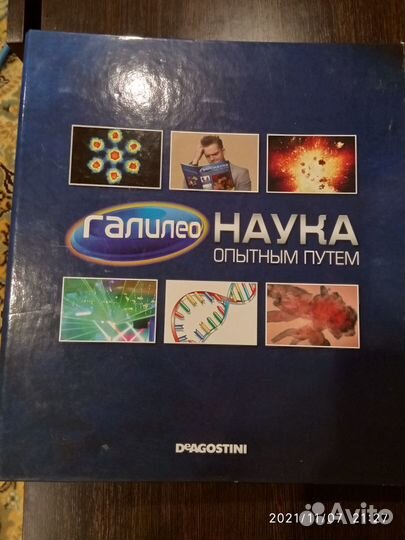 галилео НАУКА
ОПЫТНЫМ ПУТЕМ
DeAGOSTINI
2021/11/07 21:27
Avito